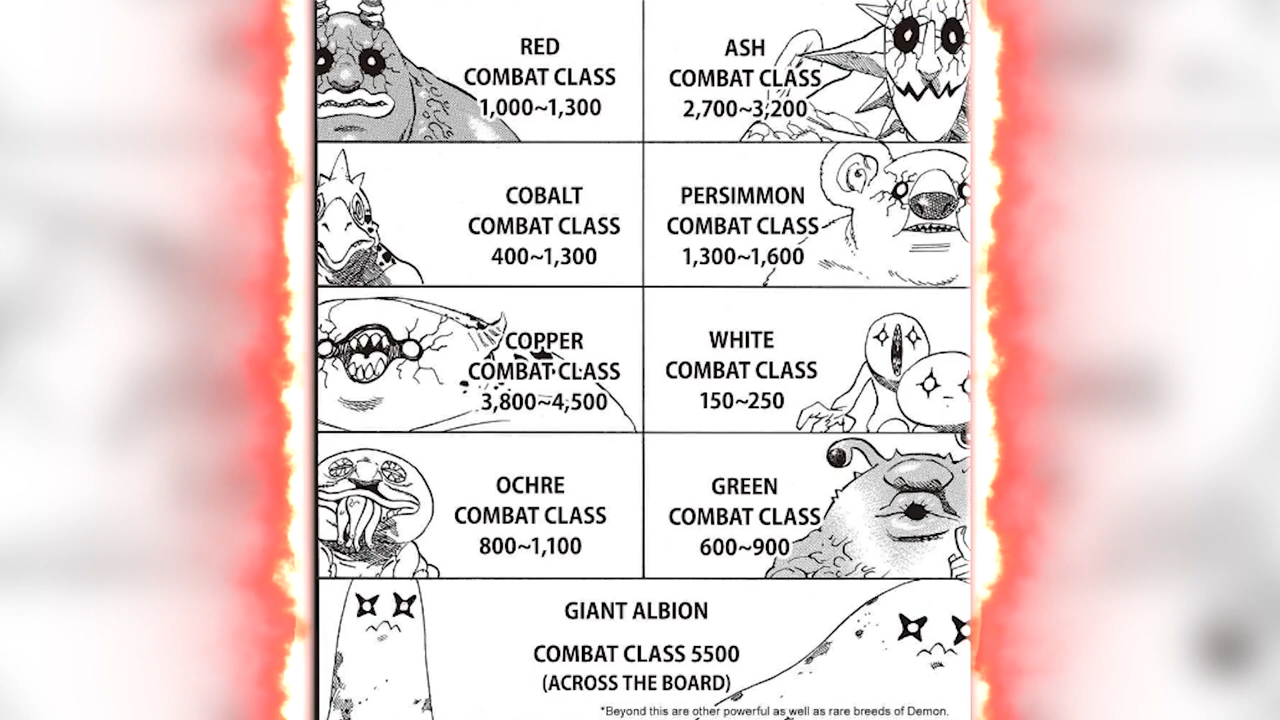 RED
COMBAT CLASS
1,000~1,300
ASH
COMBAT CLASS
2,700~3,200
COBALT
COMBAT CLASS
400~1,300
PERSIMMON
COMBAT CLASS
1,300~1,600
COPPER
COMBAT CLASS
3,800~4,500
WHITE
COMBAT CLASS
150~250
OCHRE
COMBAT CLASS
800~1,100
GREEN
COMBAT CLASS
600~900
GIANT ALBION
COMBAT CLASS 5500
(ACROSS THE BOARD)
*Beyond this are other powerful as well as rare breeds of Demon.